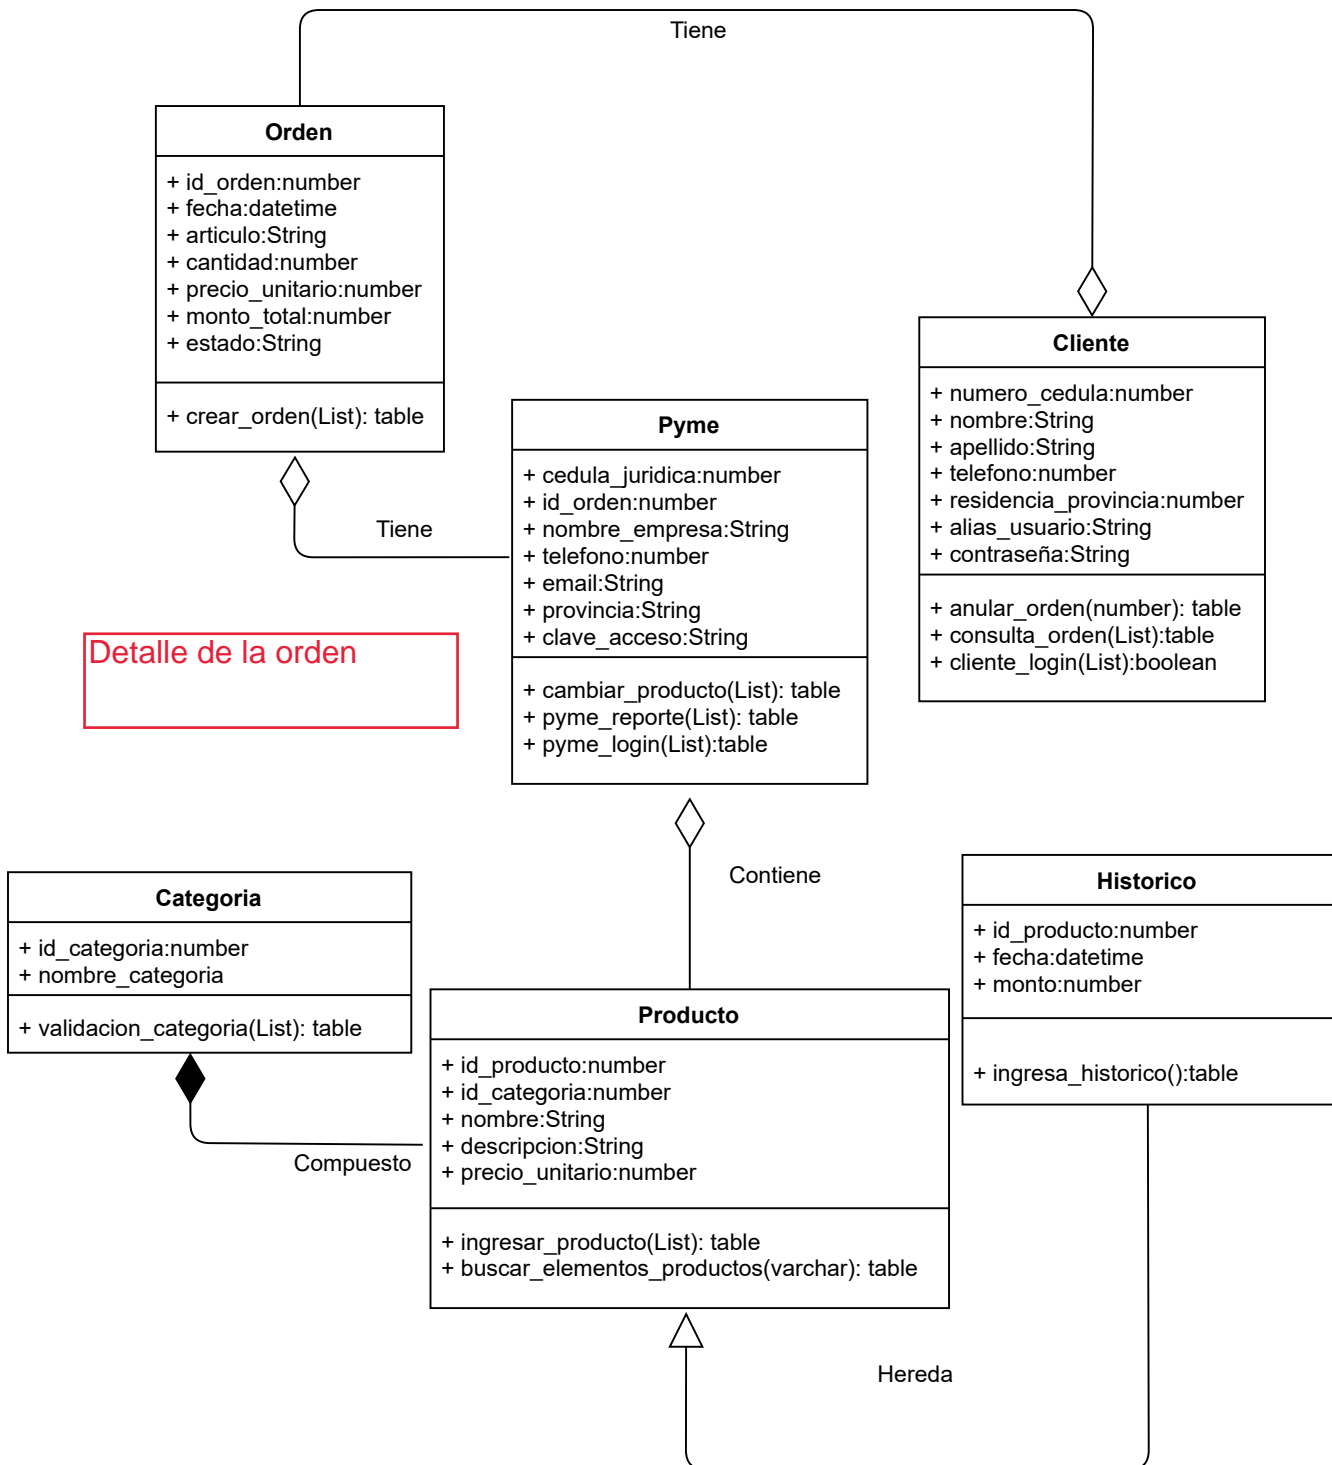 Tiene
Orden
+ id_orden:number
+ fecha:datetime
+ articulo:String
+ cantidad:number
+ precio_unitario:number
+ monto_total:number
+ estado:String
+ crear_orden(List): table
Cliente
+ numero_cedula:number
+ nombre:String
+ apellido:String
+ telefono:number
+ residencia_provincia:number
+ alias_usuario:String
+ contraseña:String
+ anular_orden(number): table
+ consulta_orden(List):table
+ cliente_login(List):boolean
Pyme
+ cedula_juridica:number
+ id_orden:number
+ nombre_empresa:String
+ telefono:number
+ email:String
+ provincia:String
+ clave_acceso:String
+ cambiar_producto(List): table
+ pyme_reporte(List): table
+ pyme_login(List):table
Tiene
Detalle de la orden
Contiene
Categoria
+ id_categoria:number
+ nombre_categoria
+ validacion_categoria(List): table
Historico
+ id_producto:number
+ fecha:datetime
+ monto:number
+ ingresa_historico():table
Producto
+ id_producto:number
+ id_categoria:number
+ nombre:String
+ descripcion:String
+ precio_unitario:number
+ ingresar_producto(List): table
+ buscar_elementos_productos(varchar): table
Compuesto
Hereda